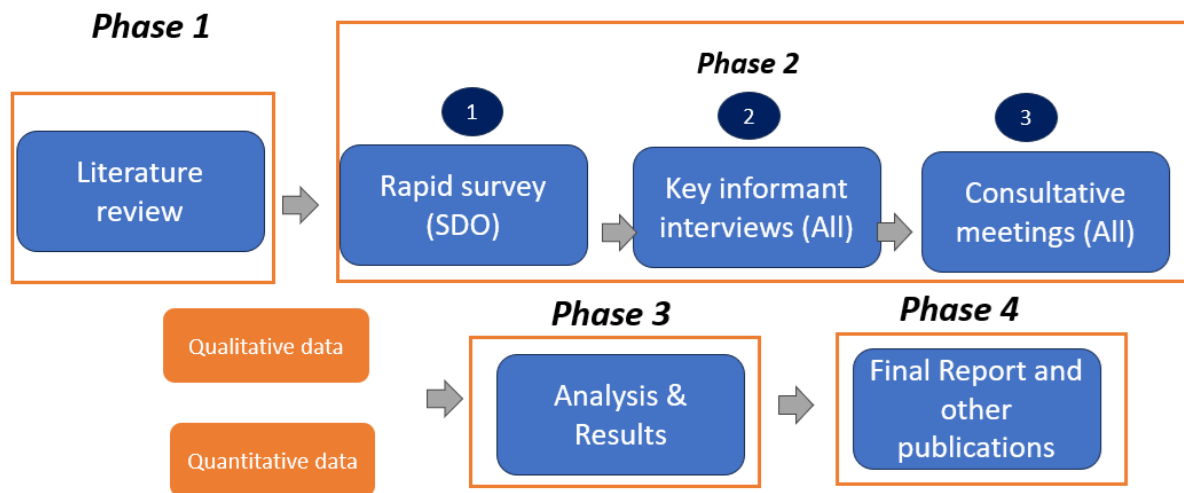 Phase 1
Literature
review
Phase 2
1
Rapid survey
(SDO)
2
Key informant
interviews (All)
3
Consultative
meetings (All)
Qualitative data
Quantitative data
Phase 3
Analysis &
Results
Phase 4
Final Report and
other
publications